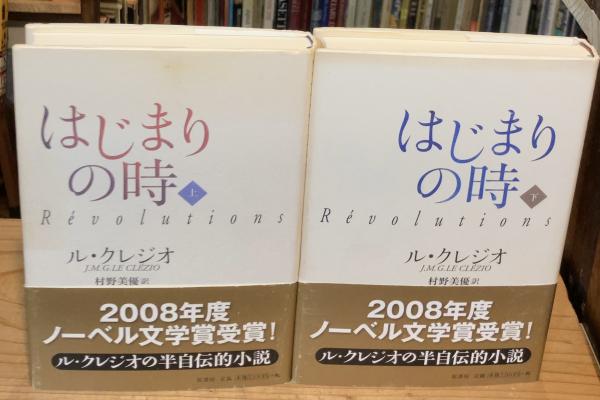 はじまり
の時 上
Révolutions
ル・クレジオ
J.M.G.LE CLÉZIO
村野美優 訳
2008年度
ノーベル文学賞受賞!
ル・クレジオの半自伝的小説
はじまり
の時 下
Révolutions
ル・クレジオ
J.M.G.LE CLÉZIO
村野美優 訳
2008年度
ノーベル文学賞受賞!
ル・クレジオの半自伝的小説